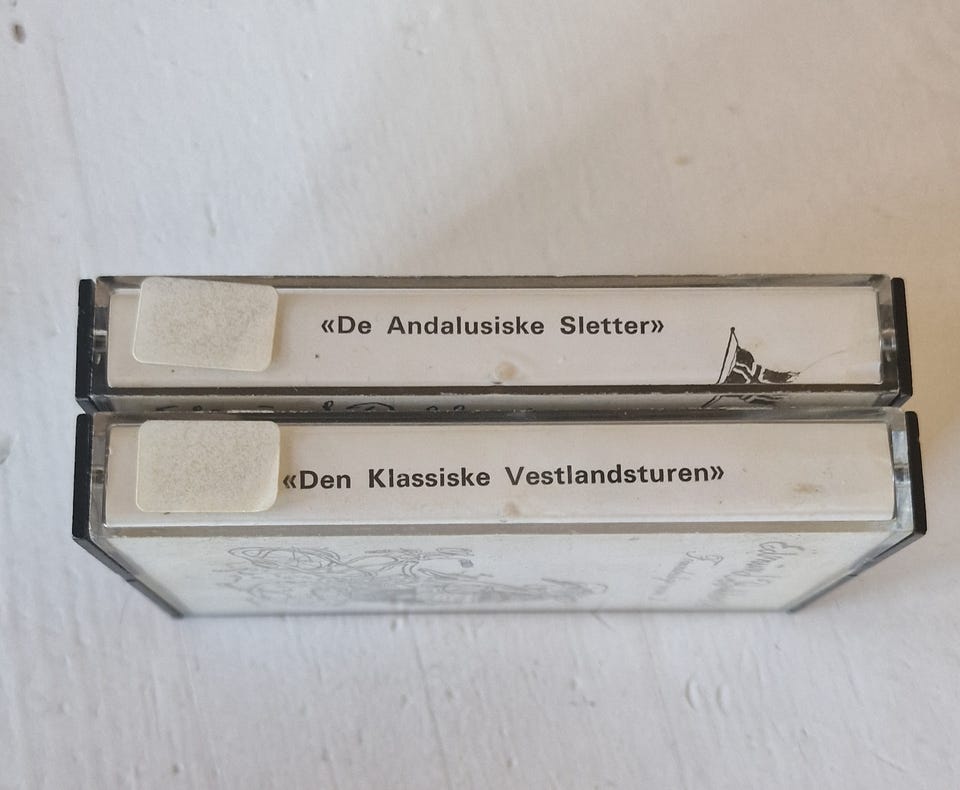 «De Andalusiske Sletter»
«Den Klassiske Vestlandsturen»